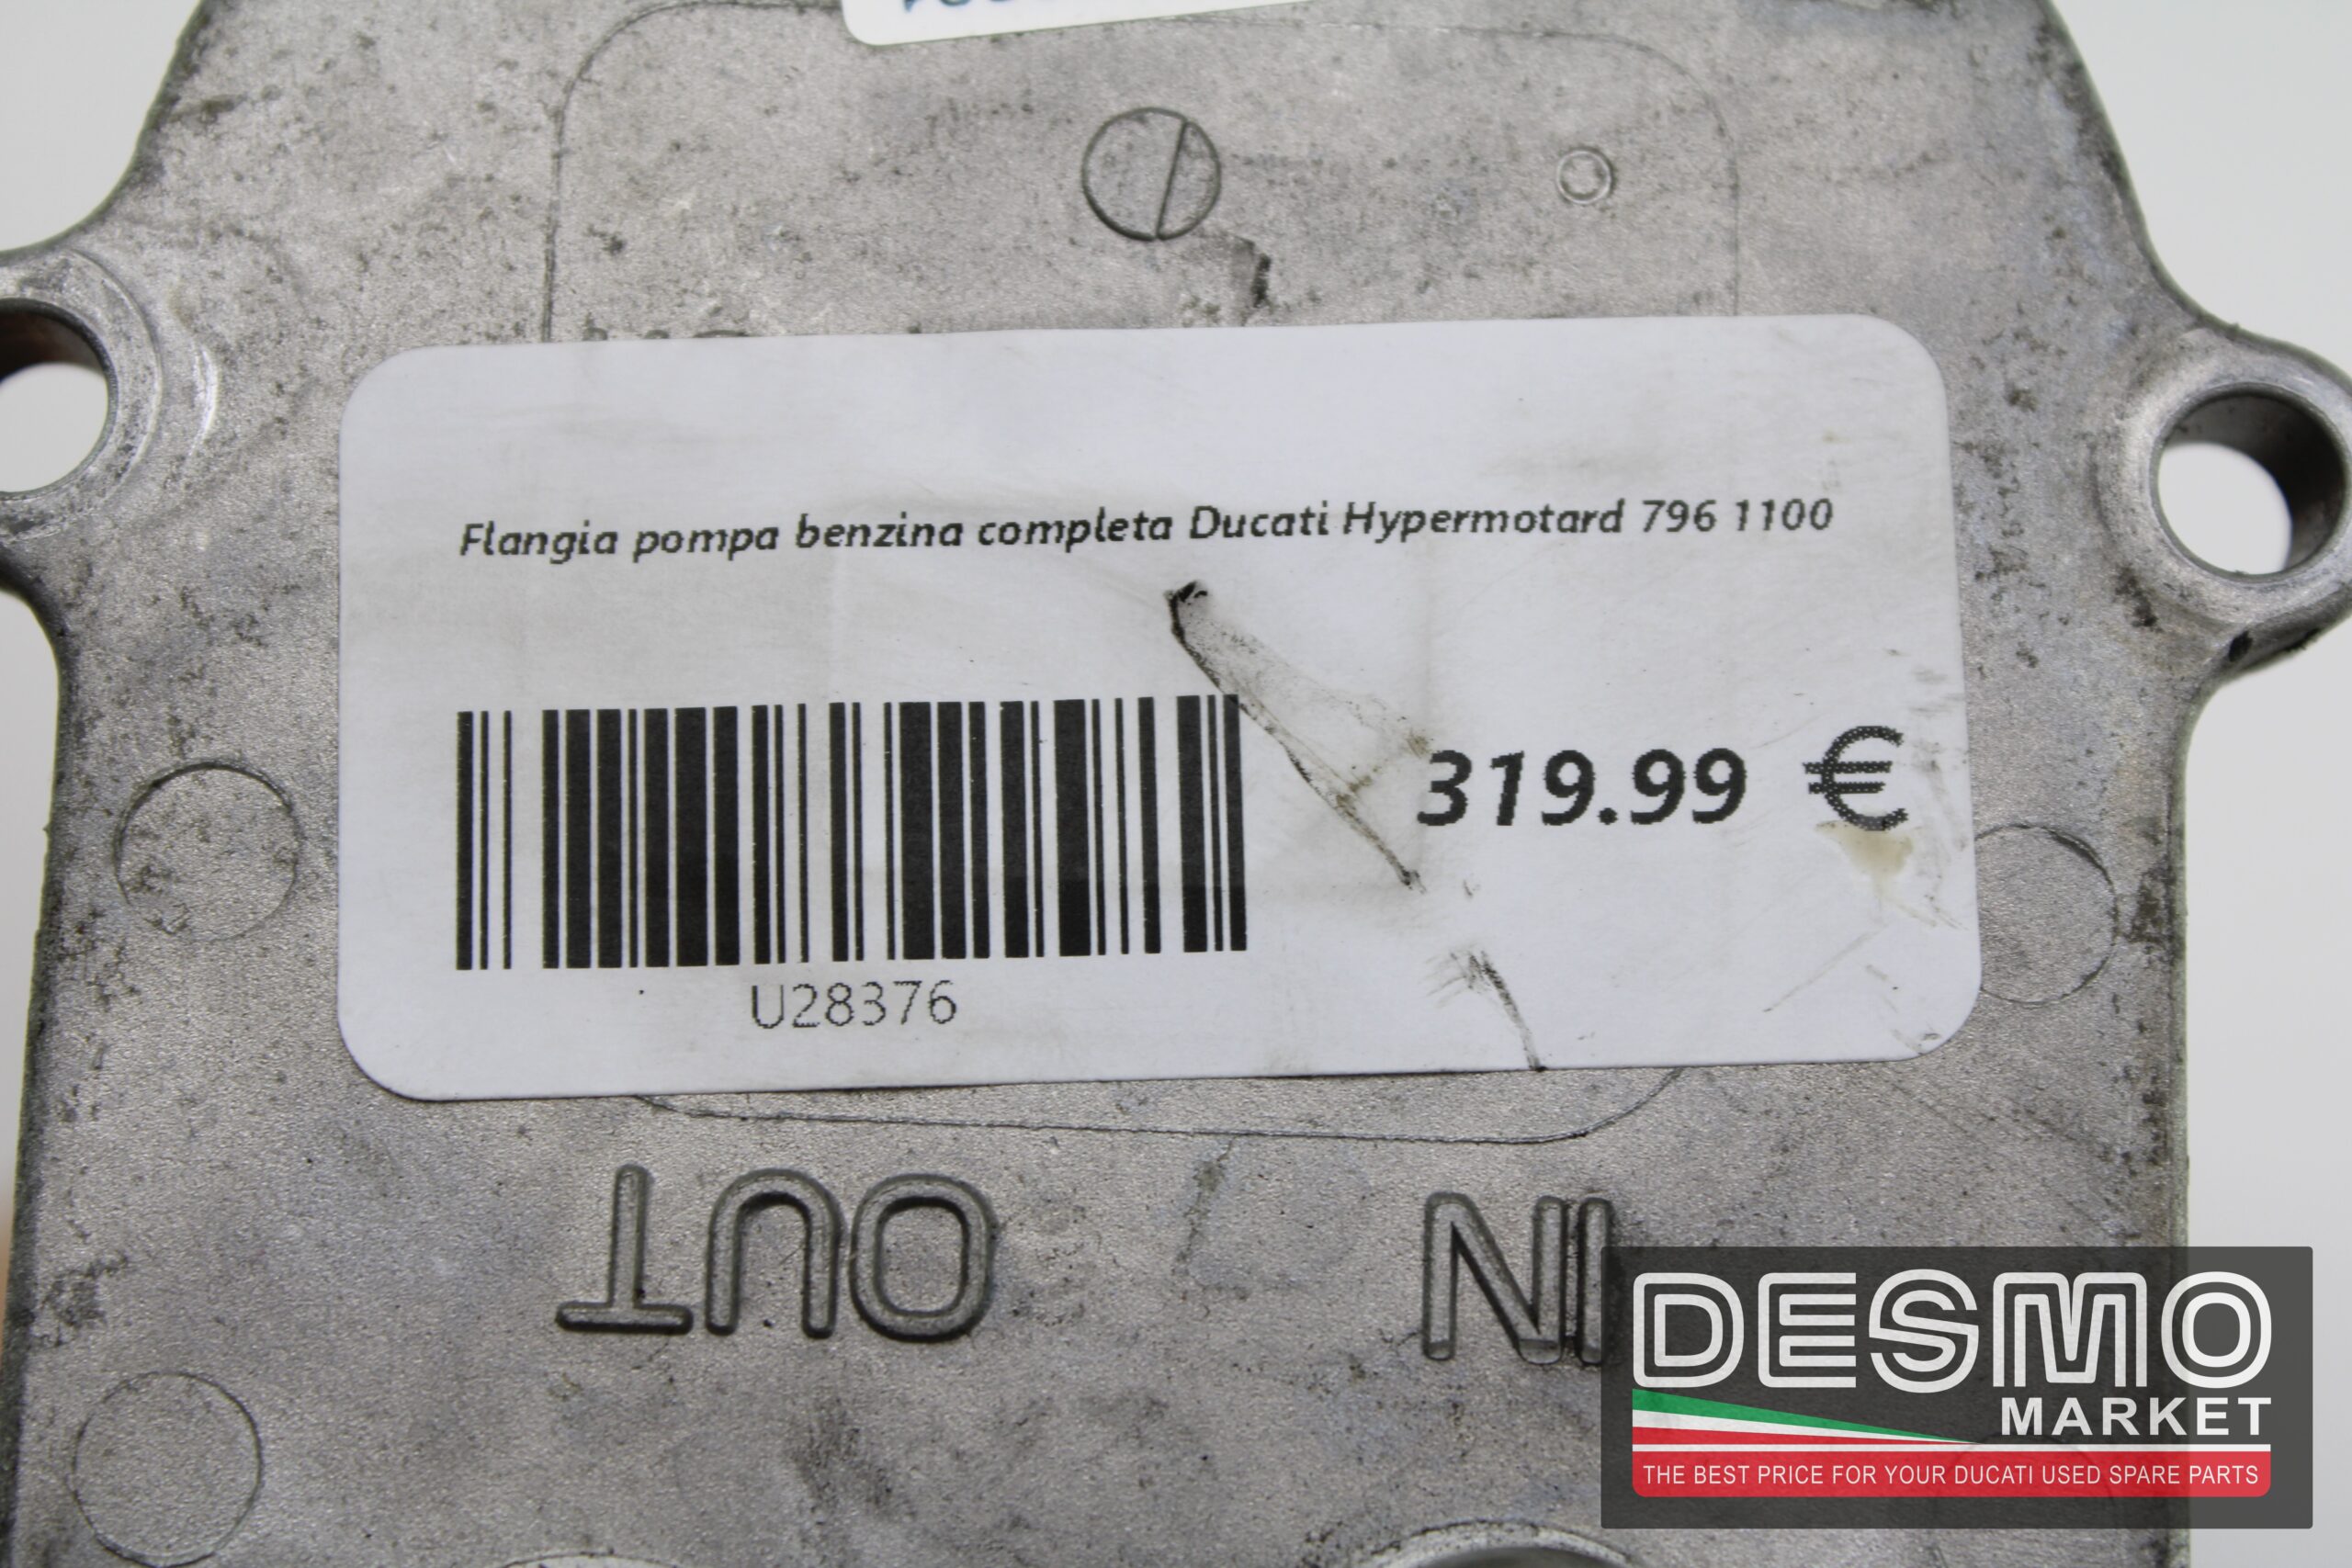 Flangia pompa benzina completa Ducati Hypermotard 796 1100
319.99 €
U28376
OUT
IN
DESMO
MARKET
THE BEST PRICE FOR YOUR DUCATI USED SPARE PARTS